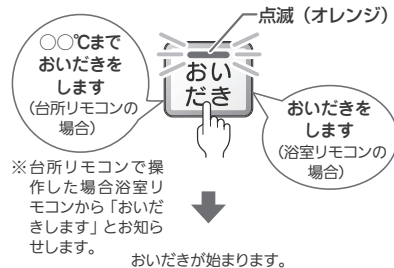 点滅（オレンジ）
○○℃まで
おいだきを
します
（台所リモコンの
場合）
おい
だき
おいだきを
します
（浴室リモコンの
場合）
※台所リモコンで操
作した場合浴室リ
モコンから「おいだ
きします」とお知ら
せします。
おいだきが始まります。